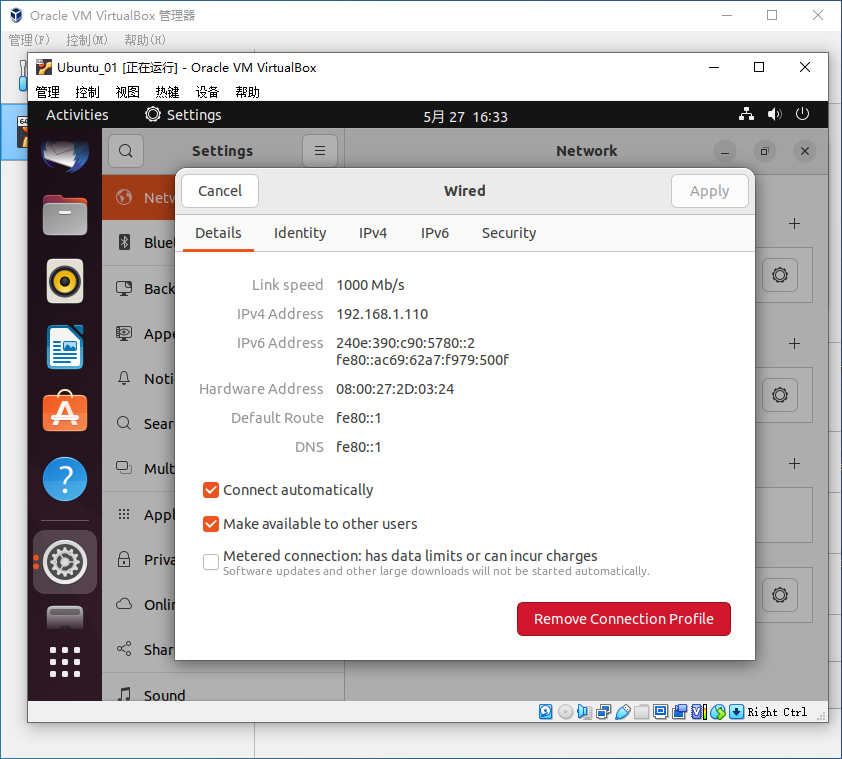 Oracle VM VirtualBox 管理器
管理(F) 控制(M) 帮助(H)
Ubuntu_01 [正在运行] - Oracle VM VirtualBox
管理 控制 视图 热键 设备 帮助
Activities Settings 5月 27 16:33
Settings Network
Cancel Wired Apply
Netw
Details Identity IPv4 IPv6 Security
Bluet
Link speed 1000 Mb/s
Back
IPv4 Address 192.168.1.110
Appe
IPv6 Address 240e:390:c90:5780::2
fe80::ac69:62a7:f979:500f
Noti
Hardware Address 08:00:27:2D:03:24
Default Route fe80::1
Sear
DNS fe80::1
Mult
Connect automatically
Appl
Make available to other users
Priva
Metered connection: has data limits or can incur charges
Software updates and other large downloads will not be started automatically.
Onlin
Remove Connection Profile
Shar
Sound
Right Ctrl